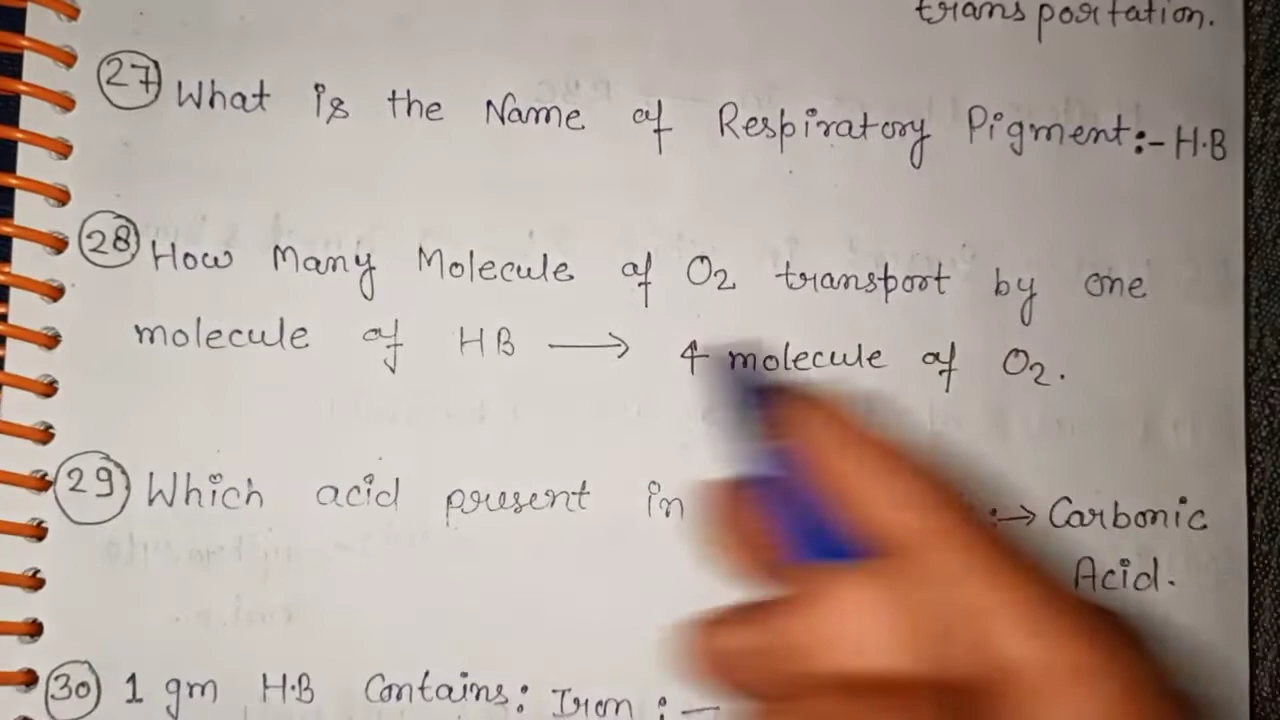 transportation.
27 What is the Name of Respiratory Pigment:- H.B
28 How Many Molecule of O2 transport by one
molecule of HB → 4 molecule of O2.
29 Which acid present in :→ Carbonic
Acid.
30 1 gm H.B Contains: Iron :-